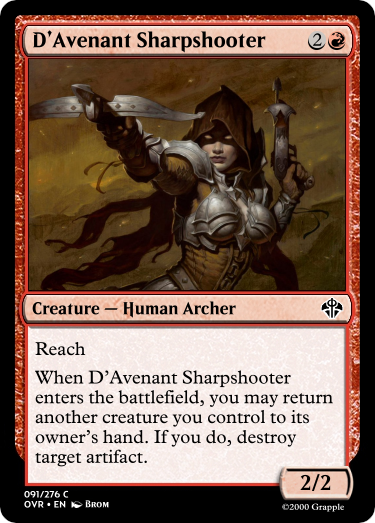 D'Avenant Sharpshooter 2
Creature — Human Archer
Reach
When D'Avenant Sharpshooter
enters the battlefield, you may return
another creature you control to its
owner's hand. If you do, destroy
target artifact.
2/2
091/276 C
OVR • EN BROM
©2000 Grapple